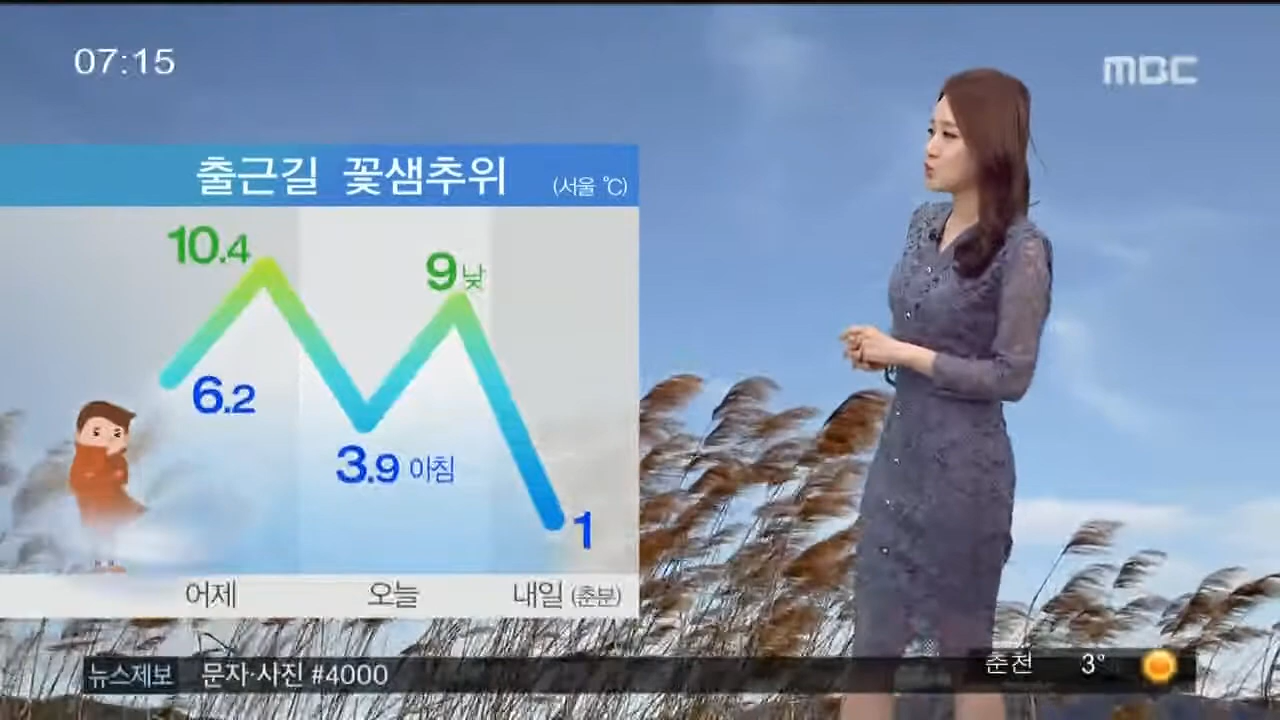 07:15
MBC
출근길 꽃샘추위 (서울 ℃)
10.4
9 낮
6.2
3.9 아침
1
어제 오늘 내일 (춘분)
뉴스제보 문자·사진 #4000
춘천 3°